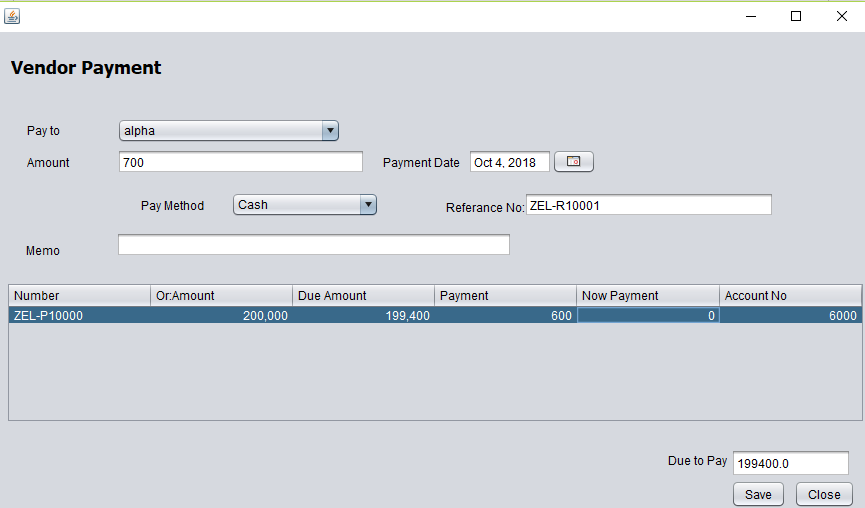 Vendor Payment
Pay to alpha
Amount 700 Payment Date Oct 4, 2018
Pay Method Cash Referance No: ZEL-R10001
Memo
Number Or:Amount Due Amount Payment Now Payment Account No
ZEL-P10000 200,000 199,400 600 0 6000
Due to Pay 199400.0
Save Close